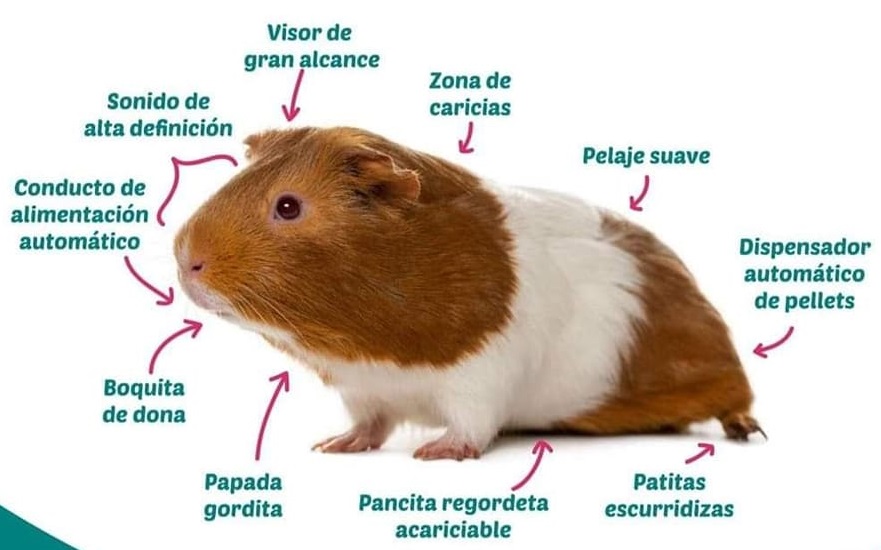 Visor de
gran alcance
Zona de
caricias
Sonido de
alta definición
Pelaje suave
Conducto de
alimentación
automático
Dispensador
automático
de pellets
Boquita
de dona
Papada
gordita
Pancita regordeta
acariciable
Patitas
escurridizas